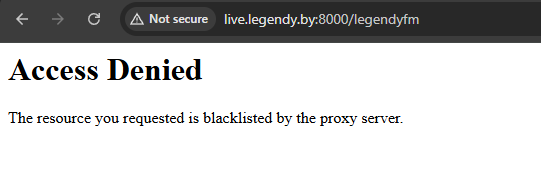 Not secure live.legendy.by:8000/legendyfm
Access Denied
The resource you requested is blacklisted by the proxy server.